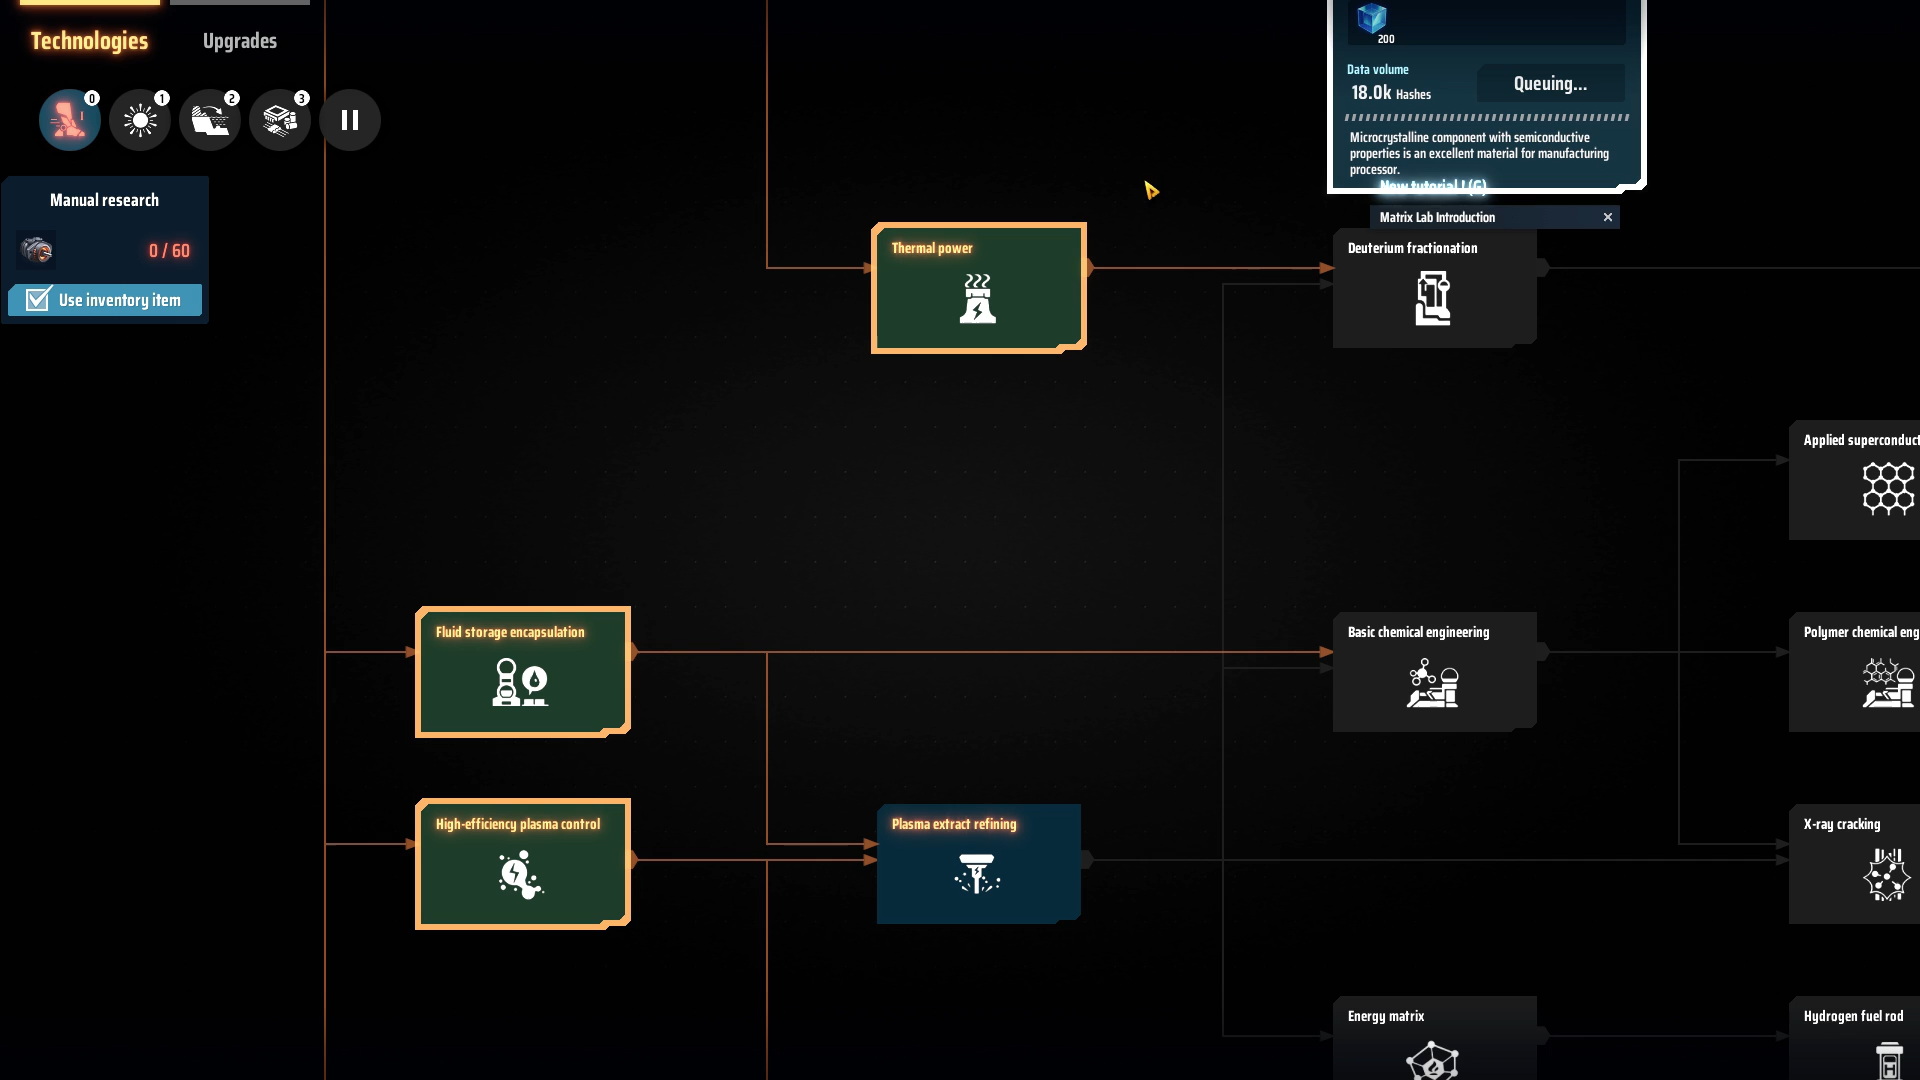 Technologies
Upgrades
0
1
2
3
Manual research
0 / 60
Use inventory item
200
Data volume
18.0k Hashes
Queuing...
Microcrystalline component with semiconductive
properties is an excellent material for manufacturing
processor.
New tutorial ! (G)
Matrix Lab Introduction
Thermal power
Deuterium fractionation
Applied superconduct
Fluid storage encapsulation
Basic chemical engineering
Polymer chemical eng
High-efficiency plasma control
Plasma extract refining
X-ray cracking
Energy matrix
Hydrogen fuel rod